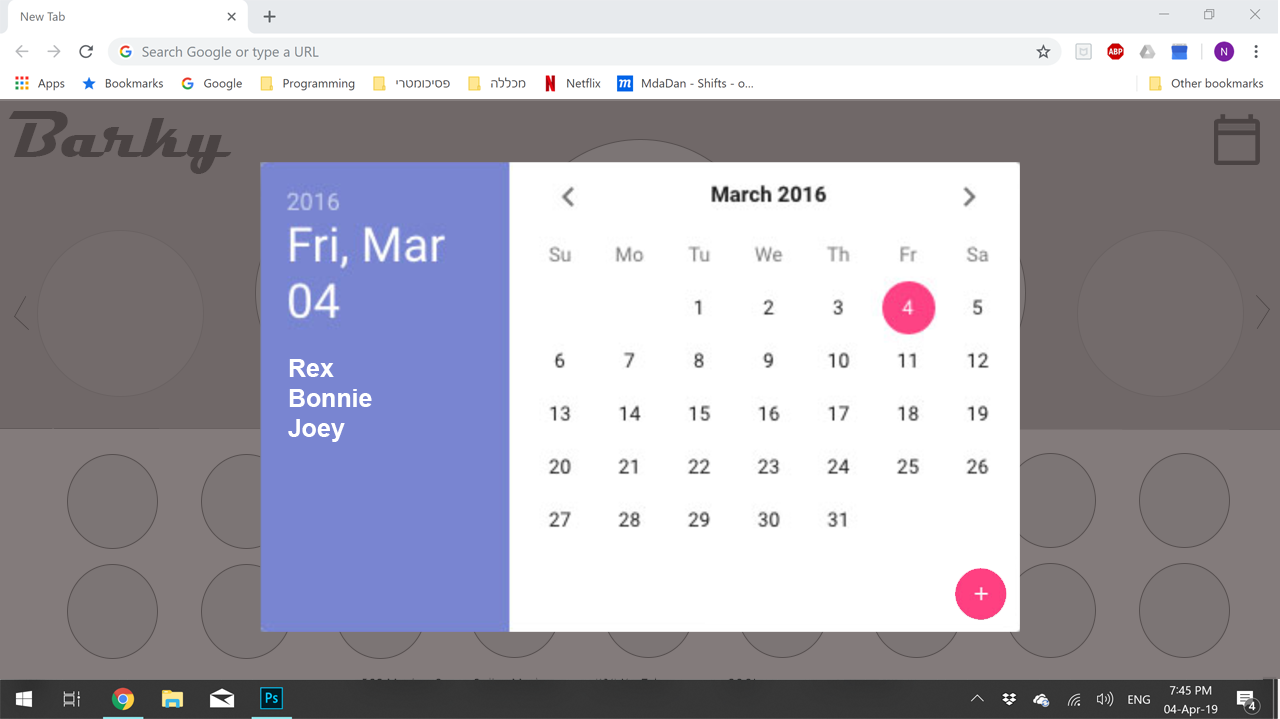 New Tab
Search Google or type a URL
ABP
N
Apps Bookmarks Google Programming פסיכומטרי מכללה Netflix MdaDan - Shifts - o... Other bookmarks
Barky
2016
Fri, Mar
04
Rex
Bonnie
Joey
March 2016
Su Mo Tu We Th Fr Sa
1 2 3 4 5
6 7 8 9 10 11 12
13 14 15 16 17 18 19
20 21 22 23 24 25 26
27 28 29 30 31
+
Ps
ENG
7:45 PM
04-Apr-19
4